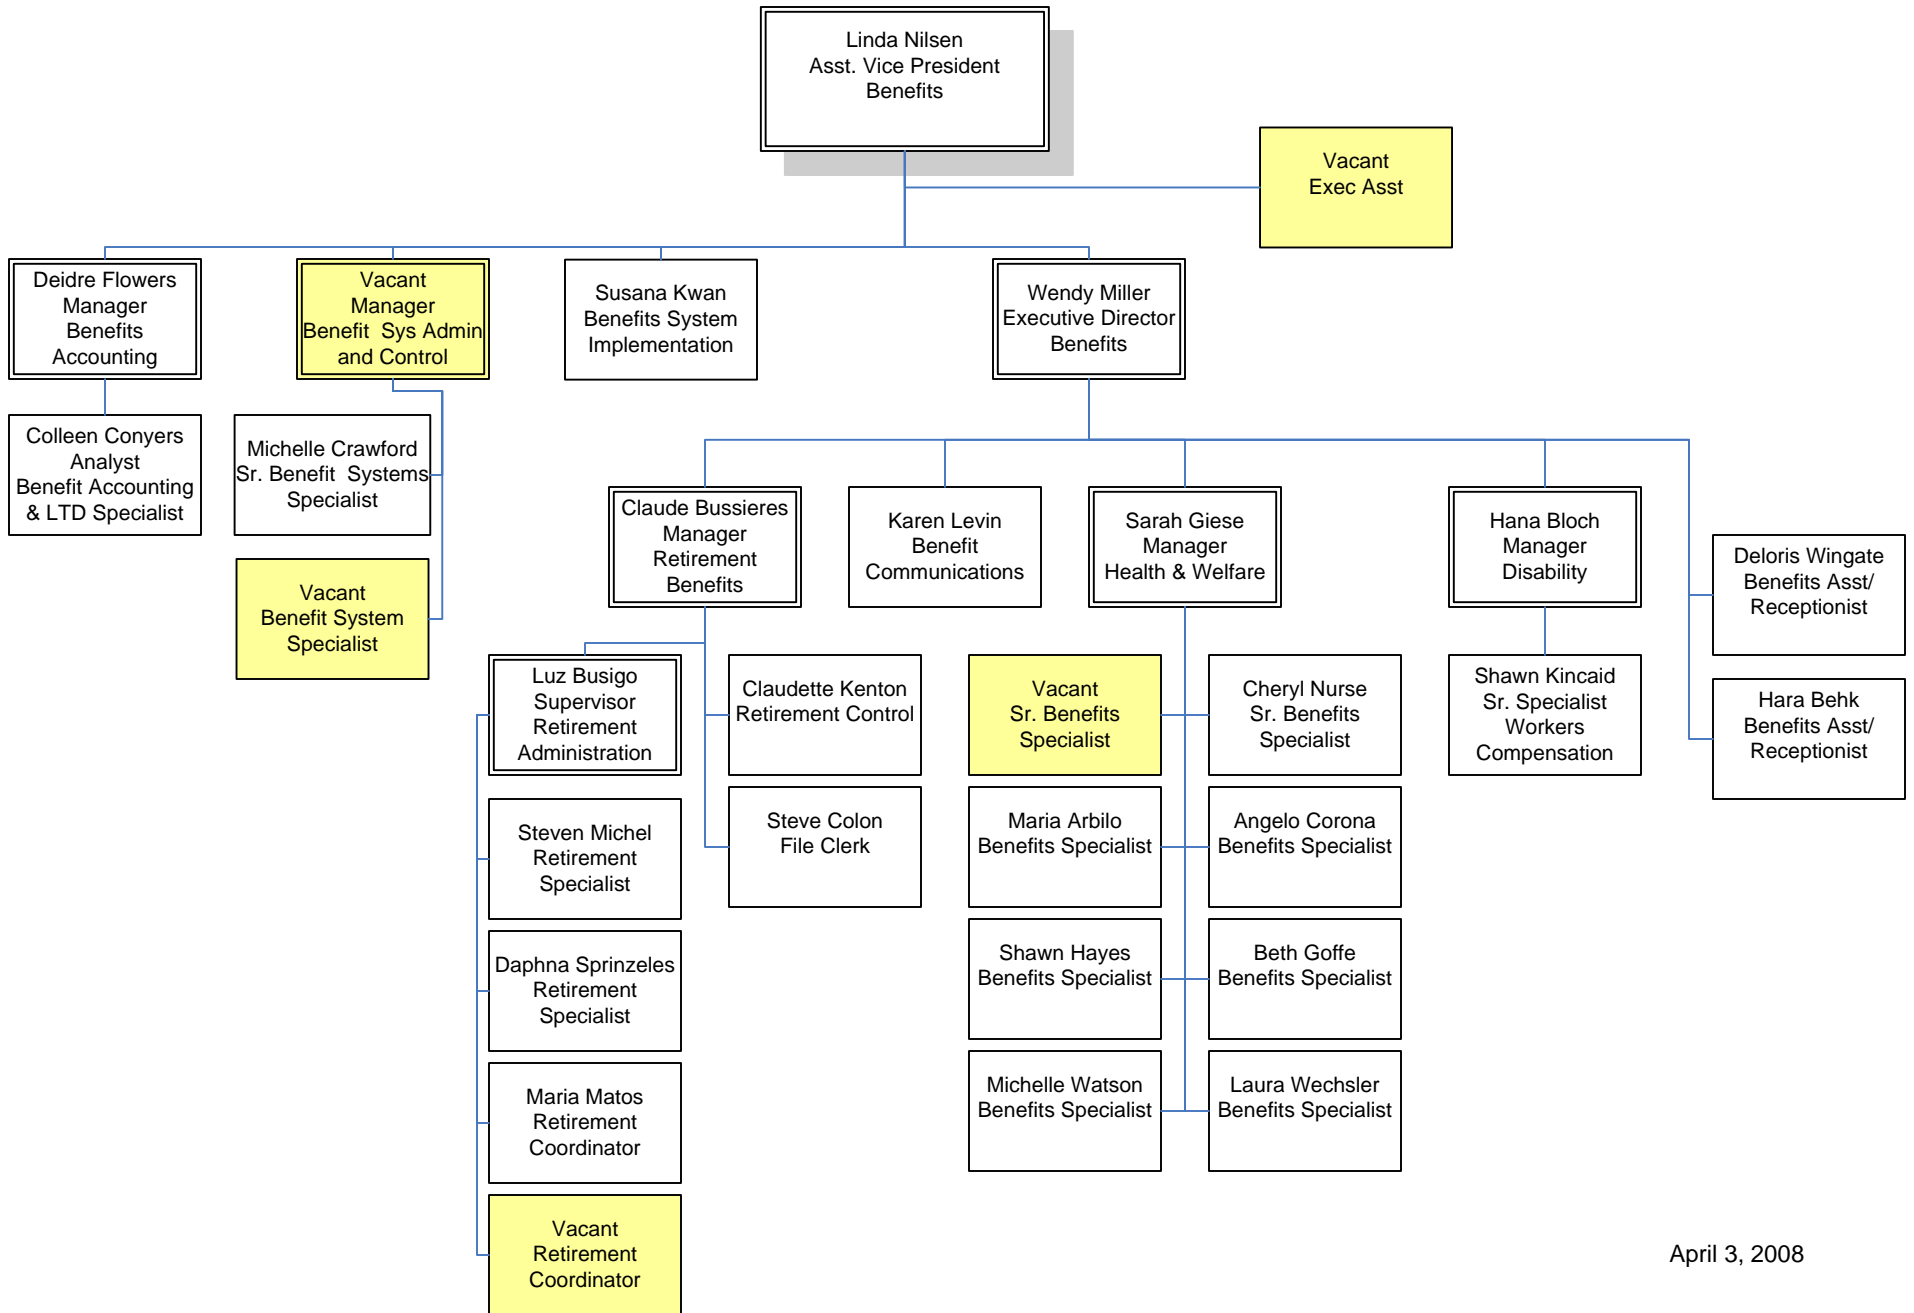 Linda Nilsen
Asst. Vice President
Benefits
Vacant
Exec Asst
Deidre Flowers
Manager
Benefits
Accounting
Vacant
Manager
Benefit  Sys Admin
and Control
Susana Kwan
Benefits System
Implementation
Wendy Miller
Executive Director
Benefits
Colleen Conyers
Analyst
Benefit Accounting
& LTD Specialist
Michelle Crawford
Sr. Benefit  Systems
Specialist
Vacant
Benefit System
Specialist
Claude Bussieres
Manager
Retirement
Benefits
Karen Levin
Benefit
Communications
Sarah Giese
Manager
Health & Welfare
Hana Bloch
Manager
Disability
Deloris Wingate
Benefits Asst/
Receptionist
Hara Behk
Benefits Asst/
Receptionist
Luz Busigo
Supervisor
Retirement
Administration
Claudette Kenton
Retirement Control
Steve Colon
File Clerk
Steven Michel
Retirement
Specialist
Daphna Sprinzeles
Retirement
Specialist
Maria Matos
Retirement
Coordinator
Vacant
Retirement
Coordinator
Vacant
Sr. Benefits
Specialist
Cheryl Nurse
Sr. Benefits
Specialist
Maria Arbilo
Benefits Specialist
Angelo Corona
Benefits Specialist
Shawn Hayes
Benefits Specialist
Beth Goffe
Benefits Specialist
Michelle Watson
Benefits Specialist
Laura Wechsler
Benefits Specialist
Shawn Kincaid
Sr. Specialist
Workers
Compensation
April 3, 2008